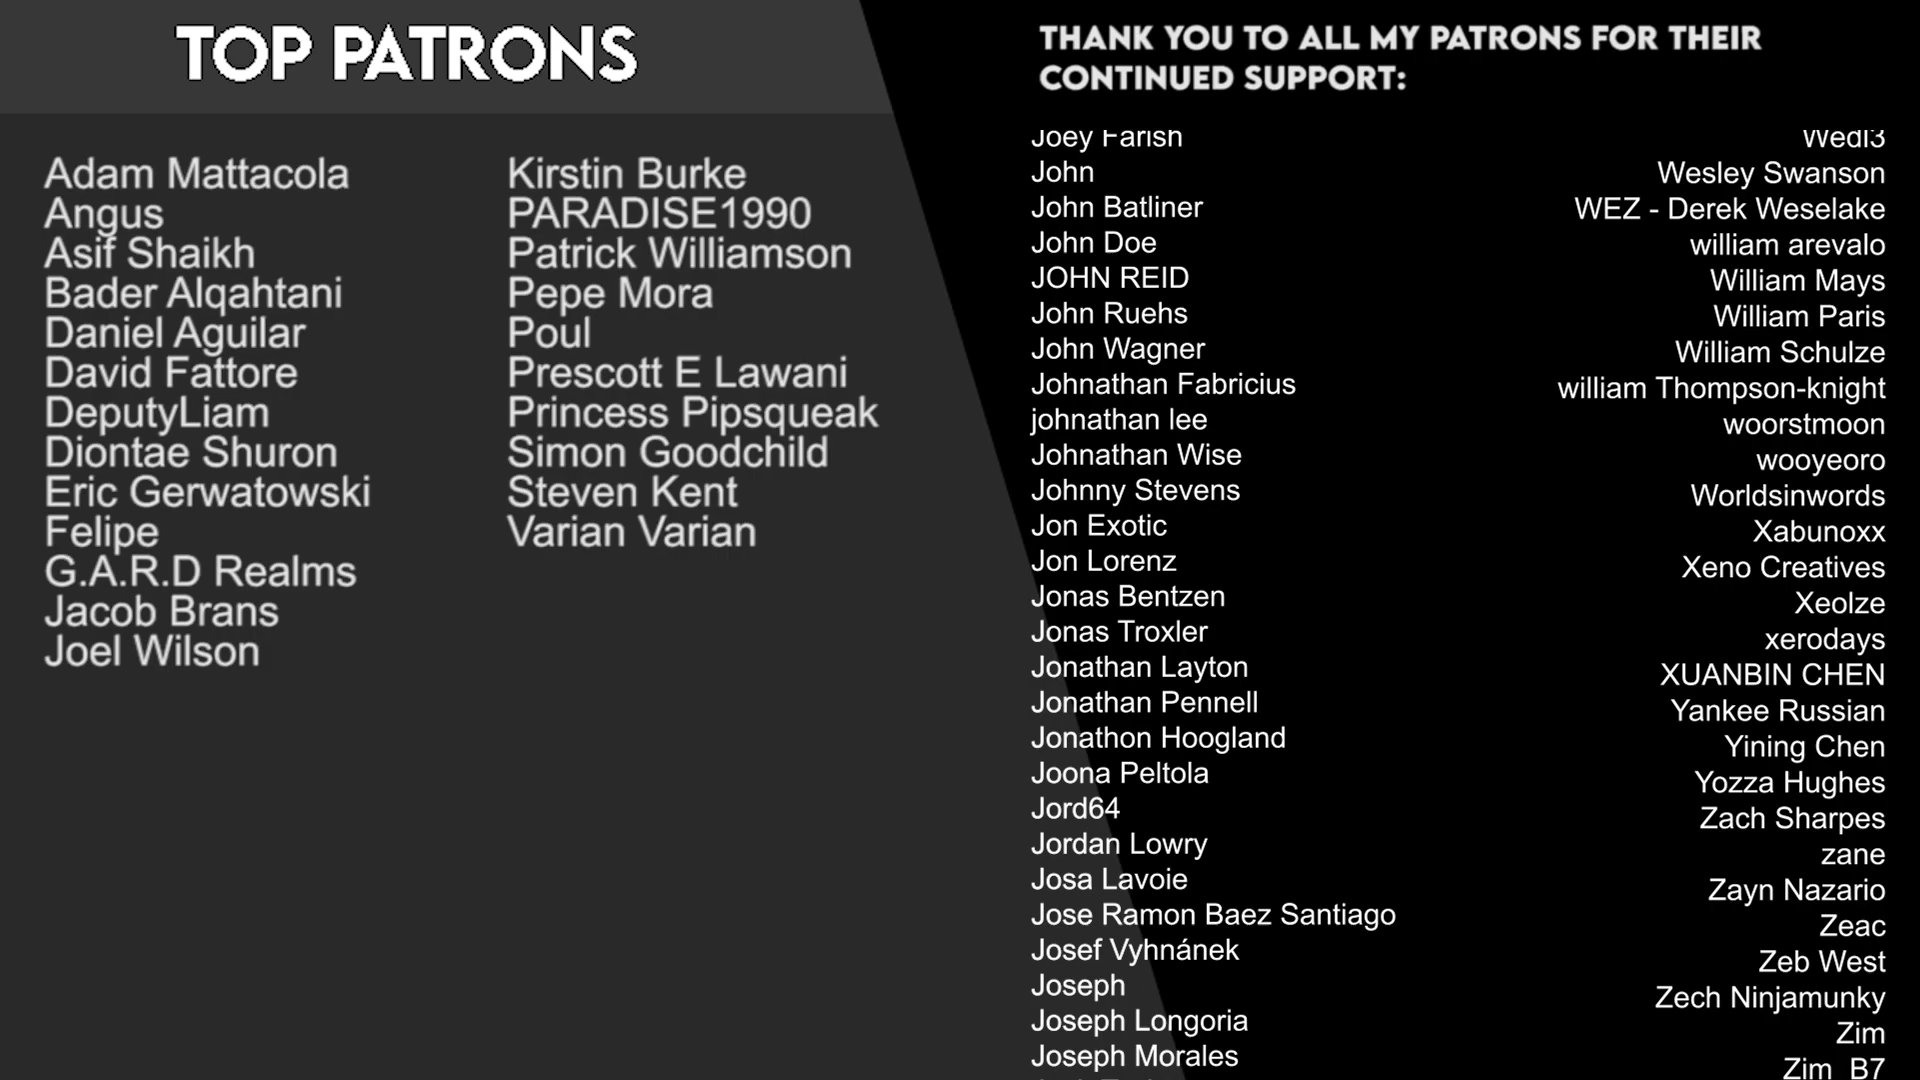 TOP PATRONS
Adam Mattacola
Angus
Asif Shaikh
Bader Alqahtani
Daniel Aguilar
David Fattore
DeputyLiam
Diontae Shuron
Eric Gerwatowski
Felipe
G.A.R.D Realms
Jacob Brans
Joel Wilson
Kirstin Burke
PARADISE1990
Patrick Williamson
Pepe Mora
Poul
Prescott E Lawani
Princess Pipsqueak
Simon Goodchild
Steven Kent
Varian Varian
THANK YOU TO ALL MY PATRONS FOR THEIR
CONTINUED SUPPORT:
Joey Farish
John
John Batliner
John Doe
JOHN REID
John Ruehs
John Wagner
Johnathan Fabricius
johnathan lee
Johnathan Wise
Johnny Stevens
Jon Exotic
Jon Lorenz
Jonas Bentzen
Jonas Troxler
Jonathan Layton
Jonathan Pennell
Jonathon Hoogland
Joona Peltola
Jord64
Jordan Lowry
Josa Lavoie
Jose Ramon Baez Santiago
Josef Vyhnánek
Joseph
Joseph Longoria
Joseph Morales
Wedl3
Wesley Swanson
WEZ - Derek Weselake
william arevalo
William Mays
William Paris
William Schulze
william Thompson-knight
woorstmoon
wooyeoro
Worldsinwords
Xabunoxx
Xeno Creatives
Xeolze
xerodays
XUANBIN CHEN
Yankee Russian
Yining Chen
Yozza Hughes
Zach Sharpes
zane
Zayn Nazario
Zeac
Zeb West
Zech Ninjamunky
Zim
Zim_B7